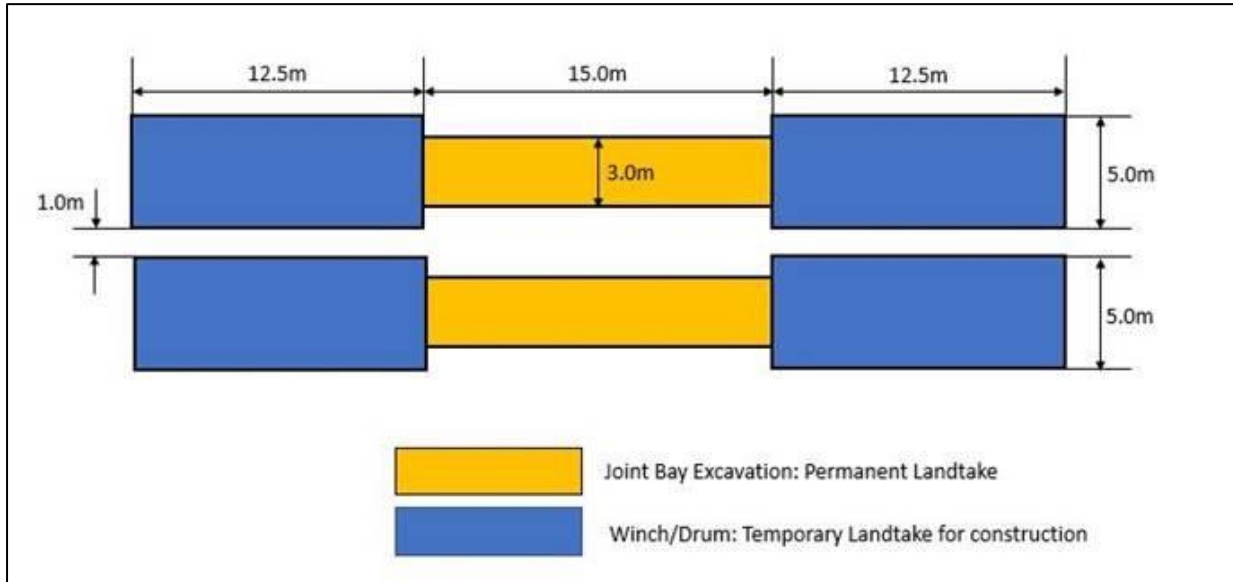 12.5m 15.0m 12.5m
3.0m
5.0m
1.0m
5.0m
Joint Bay Excavation: Permanent Landtake
Winch/Drum: Temporary Landtake for construction